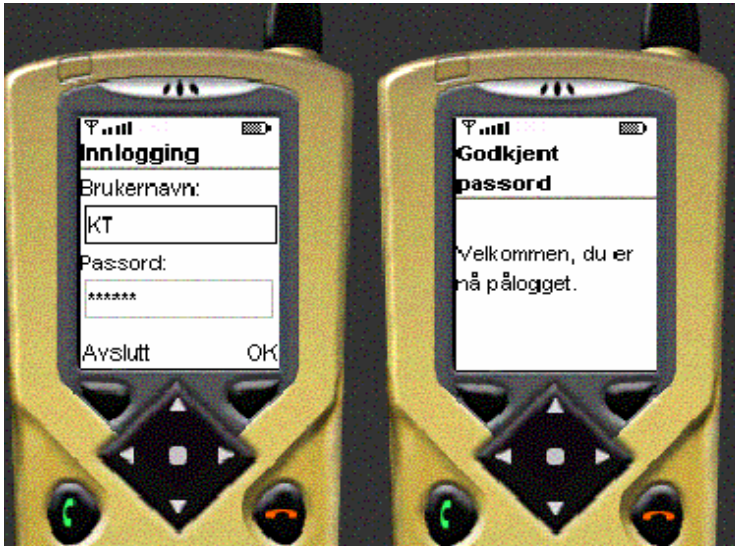 Innlogging
Brukernavn:
KT
Passord:
******
Avslutt OK
Godkjent
passord
Velkommen, du er
nå pålogget.